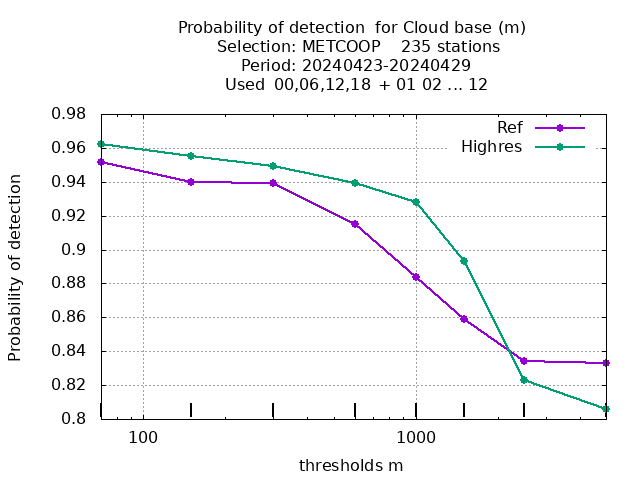 Probability of detection  for Cloud base (m)
Selection: METCOOP    235 stations
Period: 20240423-20240429
Used  00,06,12,18 + 01 02 ... 12
Ref
Highres
0.98
0.96
0.94
0.92
0.9
0.88
0.86
0.84
0.82
0.8
Probability of detection
100
1000
thresholds m